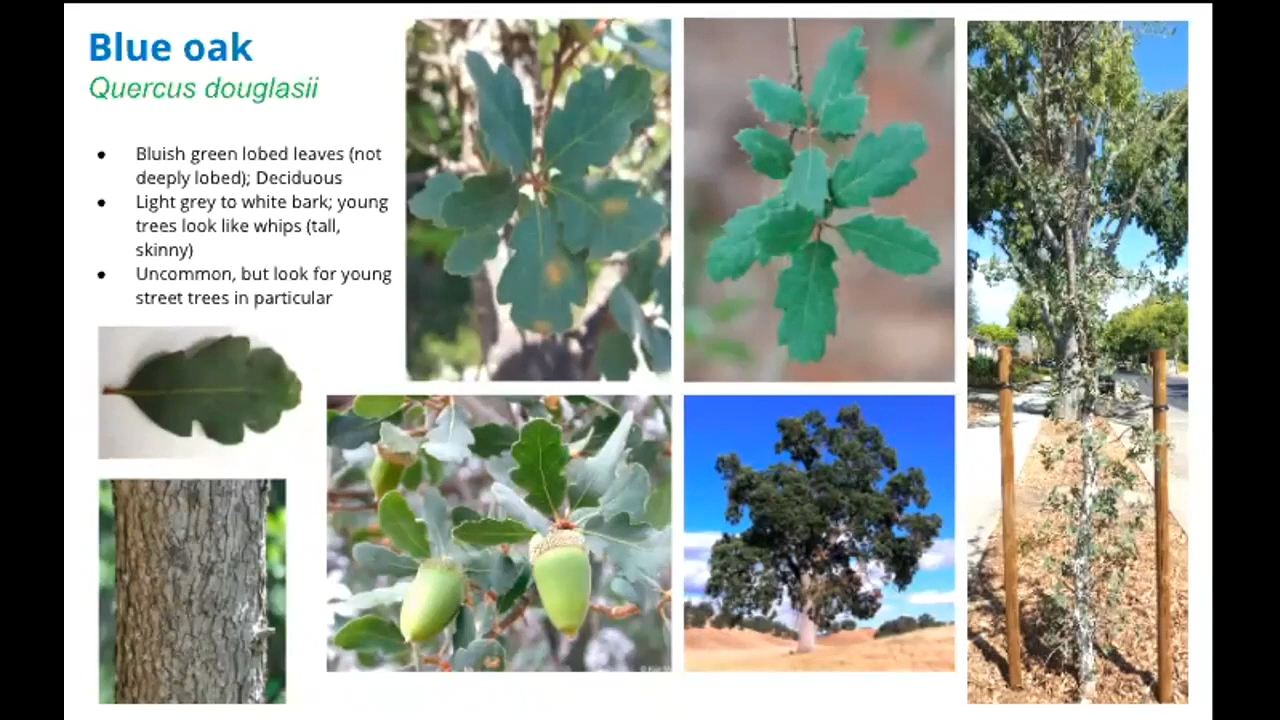 Blue oak
Quercus douglasii
● Bluish green lobed leaves (not
deeply lobed); Deciduous
● Light grey to white bark; young
trees look like whips (tall,
skinny)
● Uncommon, but look for young
street trees in particular